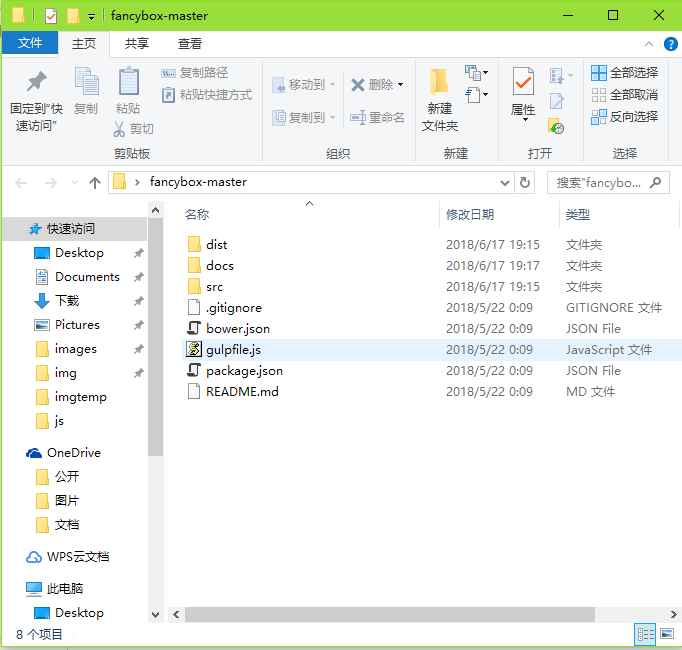 fancybox-master
文件 主页 共享 查看
固定到"快速访问"
复制
粘贴
复制路径
粘贴快捷方式
剪切
剪贴板
移动到
复制到
删除
重命名
组织
新建
文件夹
新建
属性
打开
全部选择
全部取消
反向选择
选择
fancybox-master
搜索"fancybo...
名称 修改日期 类型
快速访问
Desktop
Documents
下载
Pictures
images
img
imgtemp
js
OneDrive
公开
图片
文档
WPS云文档
此电脑
Desktop
dist 2018/6/17 19:15 文件夹
docs 2018/6/17 19:17 文件夹
src 2018/6/17 19:15 文件夹
.gitignore 2018/5/22 0:09 GITIGNORE 文件
bower.json 2018/5/22 0:09 JSON File
gulpfile.js 2018/5/22 0:09 JavaScript 文件
package.json 2018/5/22 0:09 JSON File
README.md 2018/5/22 0:09 MD 文件
8 个项目